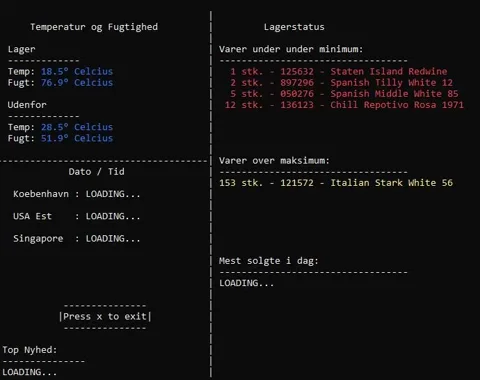 Temperatur og Fugtighed
Lager
-------------
Temp: 18.5° Celcius
Fugt: 76.9° Celcius
Udenfor
-------------
Temp: 28.5° Celcius
Fugt: 51.9° Celcius
Dato / Tid
Koebenhavn : LOADING...
USA Est : LOADING...
Singapore : LOADING...
---------------
|Press x to exit|
---------------
Top Nyhed:
---------------
LOADING...
Lagerstatus
Varer under under minimum:
----------------------------------
1 stk. - 125632 - Staten Island Redwine
2 stk. - 897296 - Spanish Tilly White 12
5 stk. - 050276 - Spanish Middle White 85
12 stk. - 136123 - Chill Repotivo Rosa 1971
Varer over maksimum:
----------------------------------
153 stk. - 121572 - Italian Stark White 56
Mest solgte i dag:
----------------------------------
LOADING...